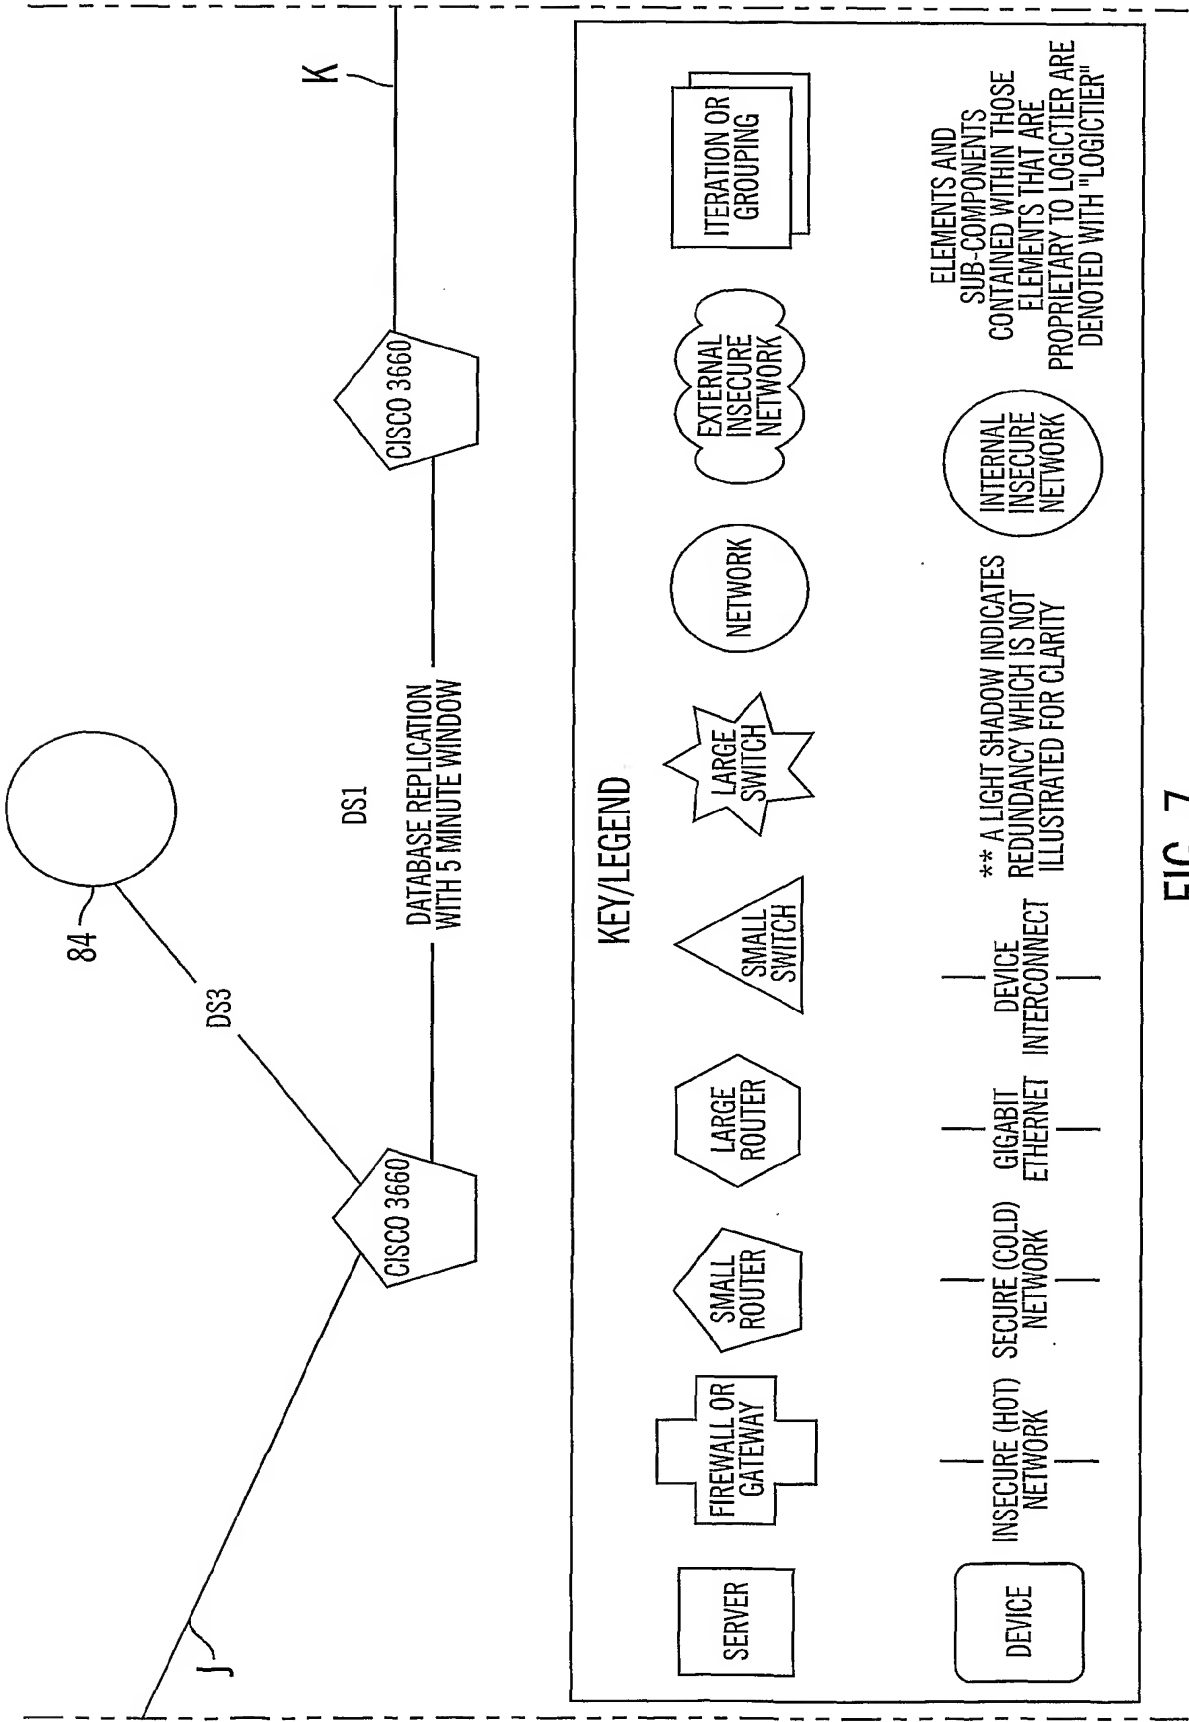 84
DS3
J
K
CISCO 3660
DS1
DATABASE REPLICATION
WITH 5 MINUTE WINDOW
CISCO 3660
KEY/LEGEND
SERVER
FIREWALL OR
GATEWAY
SMALL
ROUTER
LARGE
ROUTER
SMALL
SWITCH
LARGE
SWITCH
NETWORK
EXTERNAL
INSECURE
NETWORK
ITERATION OR
GROUPING
DEVICE
INSECURE (HOT)
NETWORK
SECURE (COLD)
NETWORK
GIGABIT
ETHERNET
DEVICE
INTERCONNECT
** A LIGHT SHADOW INDICATES
REDUNDANCY WHICH IS NOT
ILLUSTRATED FOR CLARITY
INTERNAL
INSECURE
NETWORK
ELEMENTS AND
SUB-COMPONENTS
CONTAINED WITHIN THOSE
ELEMENTS THAT ARE
PROPRIETARY TO LOGICTIER ARE
DENOTED WITH "LOGICTIER"
FIG. 7